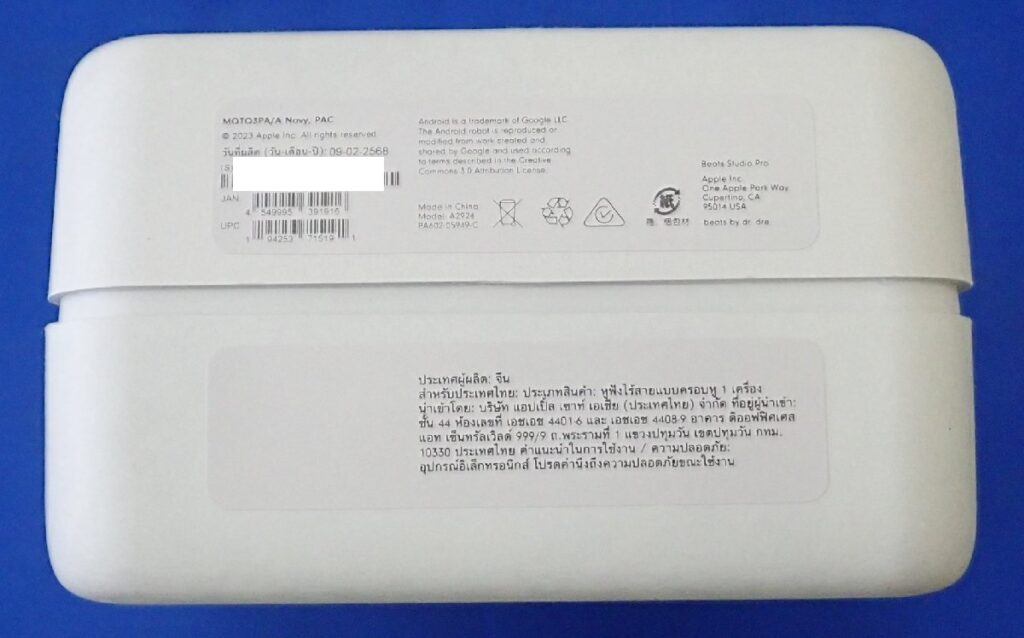 MQTQ3PA/A Navy, PAC
© 2023 Apple Inc. All rights reserved.
วันที่ผลิต (วัน-เดือน-ปี): 09-02-2568
JAN
4 549995 391916
UPC
1 94253 71519 1
Android is a trademark of Google LLC.
The Android robot is reproduced or
modified from work created and
shared by Google and used according
to terms described in the Creative
Commons 3.0 Attribution License.
Made in China
Model: A2924
PA602-05949-C
紙
箱、梱包材
Beats Studio Pro
Apple Inc.
One Apple Park Way
Cupertino, CA
95014 USA
beats by dr. dre.
ประเทศผู้ผลิต: จีน
สำหรับประเทศไทย: ประเภทสินค้า: หูฟังไร้สายแบบครอบหู 1 เครื่อง
นำเข้าโดย: บริษัท แอปเปิ้ล เซาท์ เอเชีย (ประเทศไทย) จำกัด ที่อยู่ผู้นำเข้า:
ชั้น 44 ห้องเลขที่ เอชเอช 4401-6 และ เอชเอช 4408-9 อาคาร ดิออฟฟิศเศส
แอท เซ็นทรัลเวิลด์ 999/9 ถ.พระรามที่ 1 แขวงปทุมวัน เขตปทุมวัน กทม.
10330 ประเทศไทย คำแนะนำในการใช้งาน / ความปลอดภัย:
อุปกรณ์อิเล็กทรอนิกส์ โปรดคำนึงถึงความปลอดภัยขณะใช้งาน